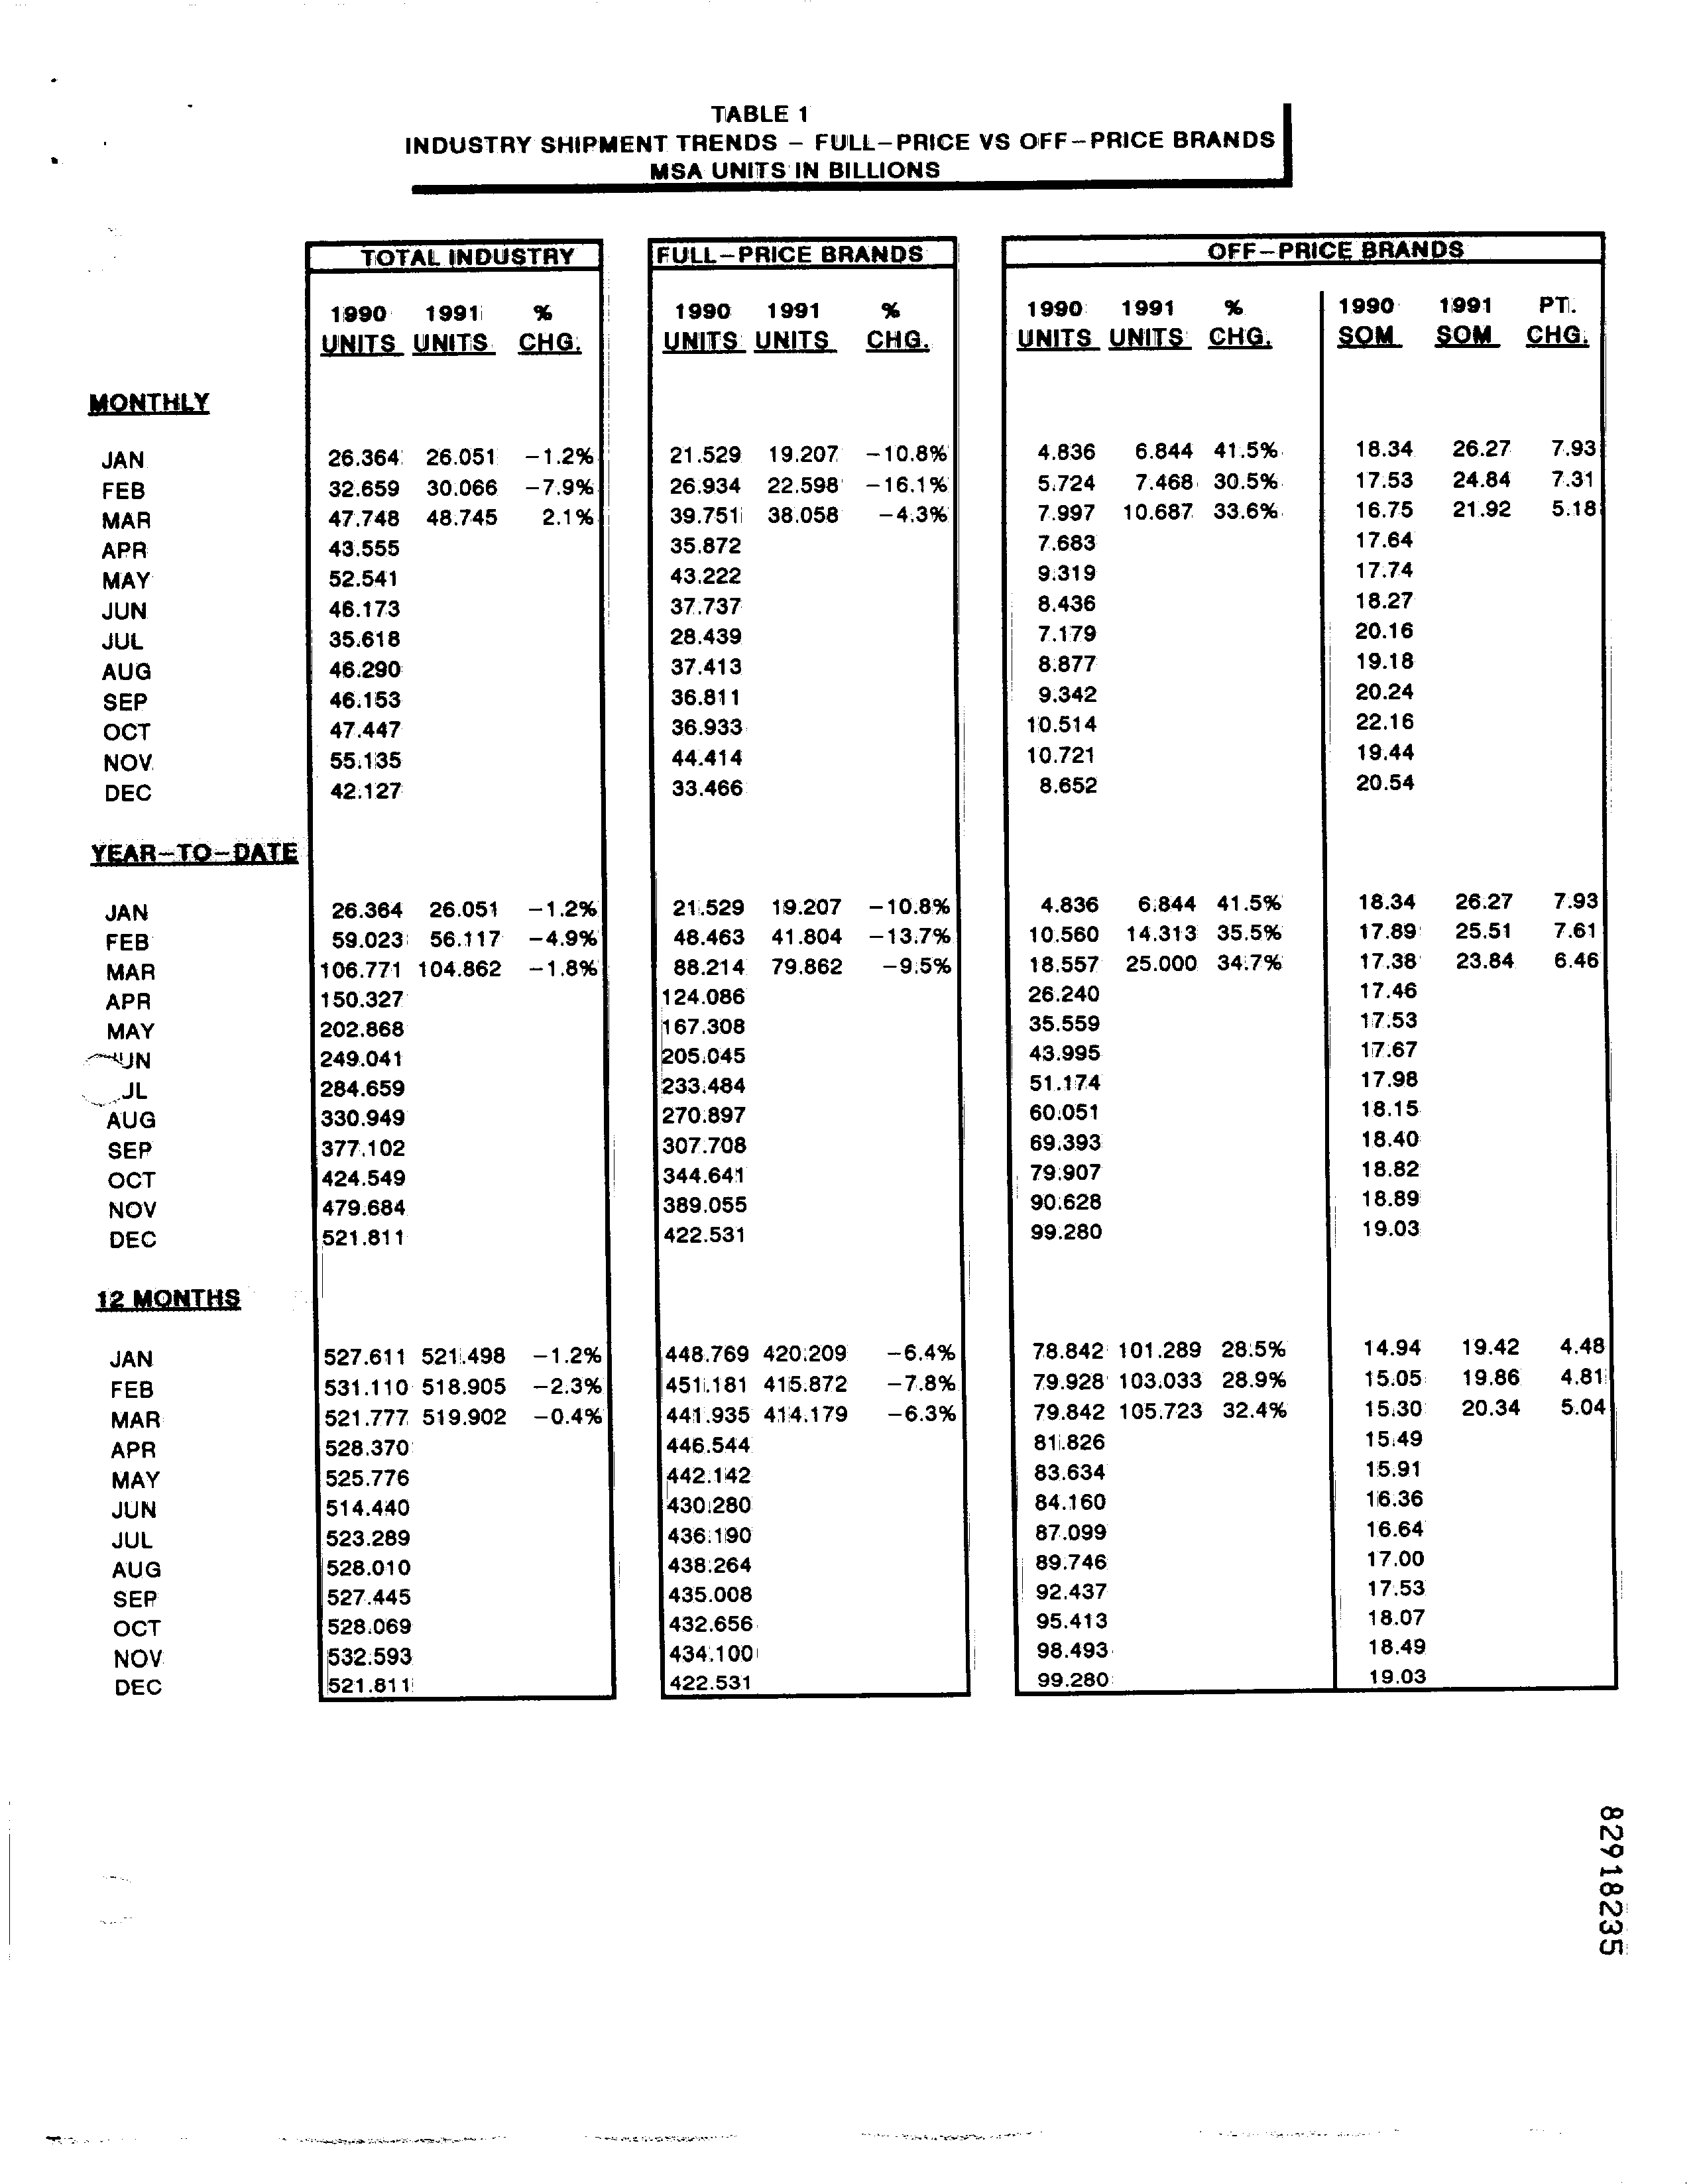 TABLE 1
INDUSTRY SHIPMENT TRENDS – FULL–PRICE VS OFF–PRICE BRANDS
MSA UNITS IN BILLIONS
TOTAL INDUSTRY FULL–PRICE BRANDS OFF–PRICE BRANDS
1990 1991 % 1990 1991 % 1990 1991 % 1990 1991 PT.
UNITS UNITS CHG. UNITS UNITS CHG. UNITS UNITS CHG. SOM SOM CHG.
MONTHLY
JAN 26.364 26.051 –1.2% 21.529 19.207 –10.8% 4.836 6.844 41.5% 18.34 26.27 7.93
FEB 32.659 30.066 –7.9% 26.934 22.598 –16.1% 5.724 7.468 30.5% 17.53 24.84 7.31
MAR 47.748 48.745 2.1% 39.751 38.058 –4.3% 7.997 10.687 33.6% 16.75 21.92 5.18
APR 43.555 35.872 7.683 17.64
MAY 52.541 43.222 9.319 17.74
JUN 46.173 37.737 8.436 18.27
JUL 35.618 28.439 7.179 20.16
AUG 46.290 37.413 8.877 19.18
SEP 46.153 36.811 9.342 20.24
OCT 47.447 36.933 10.514 22.16
NOV 55.135 44.414 10.721 19.44
DEC 42.127 33.466 8.652 20.54
YEAR–TO–DATE
JAN 26.364 26.051 –1.2% 21.529 19.207 –10.8% 4.836 6.844 41.5% 18.34 26.27 7.93
FEB 59.023 56.117 –4.9% 48.463 41.804 –13.7% 10.560 14.313 35.5% 17.89 25.51 7.61
MAR 106.771 104.862 –1.8% 88.214 79.862 –9.5% 18.557 25.000 34.7% 17.38 23.84 6.46
APR 150.327 124.086 26.240 17.46
MAY 202.868 167.308 35.559 17.53
UN 249.041 205.045 43.995 17.67
JL 284.659 233.484 51.174 17.98
AUG 330.949 270.897 60.051 18.15
SEP 377.102 307.708 69.393 18.40
OCT 424.549 344.641 79.907 18.82
NOV 479.684 389.055 90.628 18.89
DEC 521.811 422.531 99.280 19.03
12 MONTHS
JAN 527.611 521.498 –1.2% 448.769 420.209 –6.4% 78.842 101.289 28.5% 14.94 19.42 4.48
FEB 531.110 518.905 –2.3% 451.181 415.872 –7.8% 79.928 103.033 28.9% 15.05 19.86 4.81
MAR 521.777 519.902 –0.4% 441.935 414.179 –6.3% 79.842 105.723 32.4% 15.30 20.34 5.04
APR 528.370 446.544 81.826 15.49
MAY 525.776 442.142 83.634 15.91
JUN 514.440 430.280 84.160 16.36
JUL 523.289 436.190 87.099 16.64
AUG 528.010 438.264 89.746 17.00
SEP 527.445 435.008 92.437 17.53
OCT 528.069 432.656 95.413 18.07
NOV 532.593 434.100 98.493 18.49
DEC 521.811 422.531 99.280 19.03
82918235